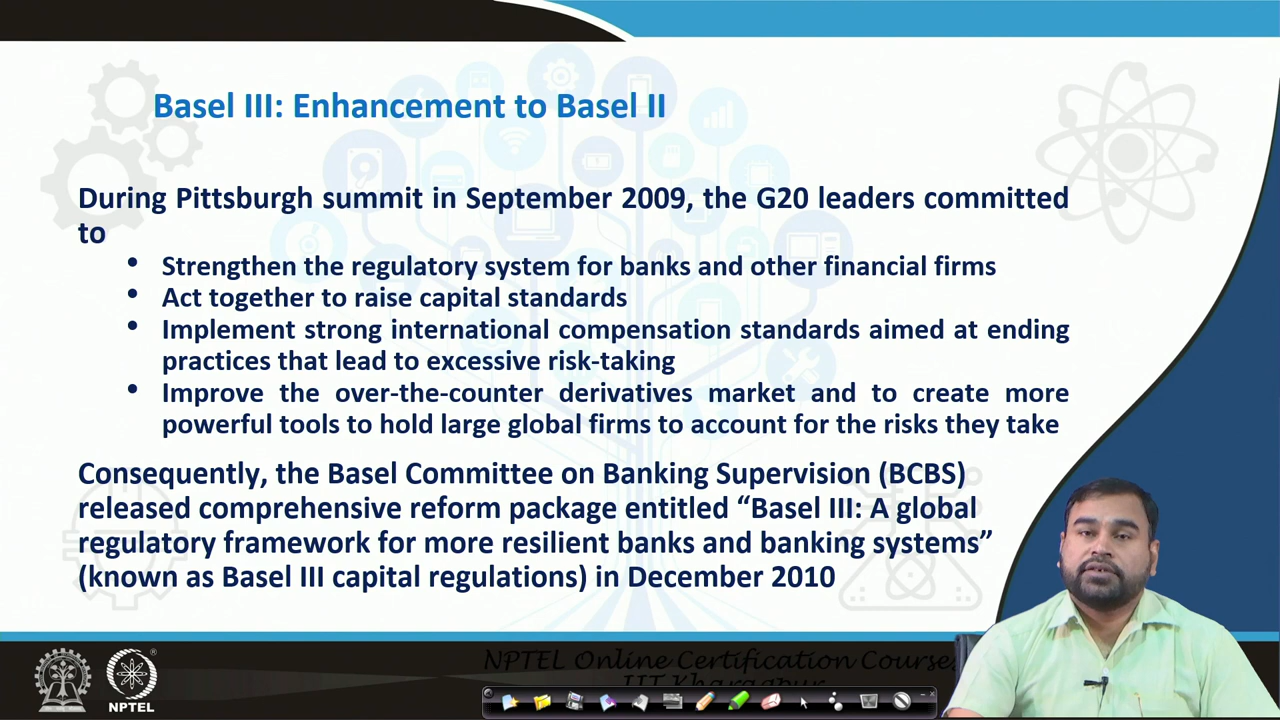 Basel III: Enhancement to Basel II
During Pittsburgh summit in September 2009, the G20 leaders committed
to
• Strengthen the regulatory system for banks and other financial firms
• Act together to raise capital standards
• Implement strong international compensation standards aimed at ending
practices that lead to excessive risk-taking
• Improve the over-the-counter derivatives market and to create more
powerful tools to hold large global firms to account for the risks they take
Consequently, the Basel Committee on Banking Supervision (BCBS)
released comprehensive reform package entitled “Basel III: A global
regulatory framework for more resilient banks and banking systems”
(known as Basel III capital regulations) in December 2010
NPTEL Online Certification Course
IIT Kharagpur
NPTEL